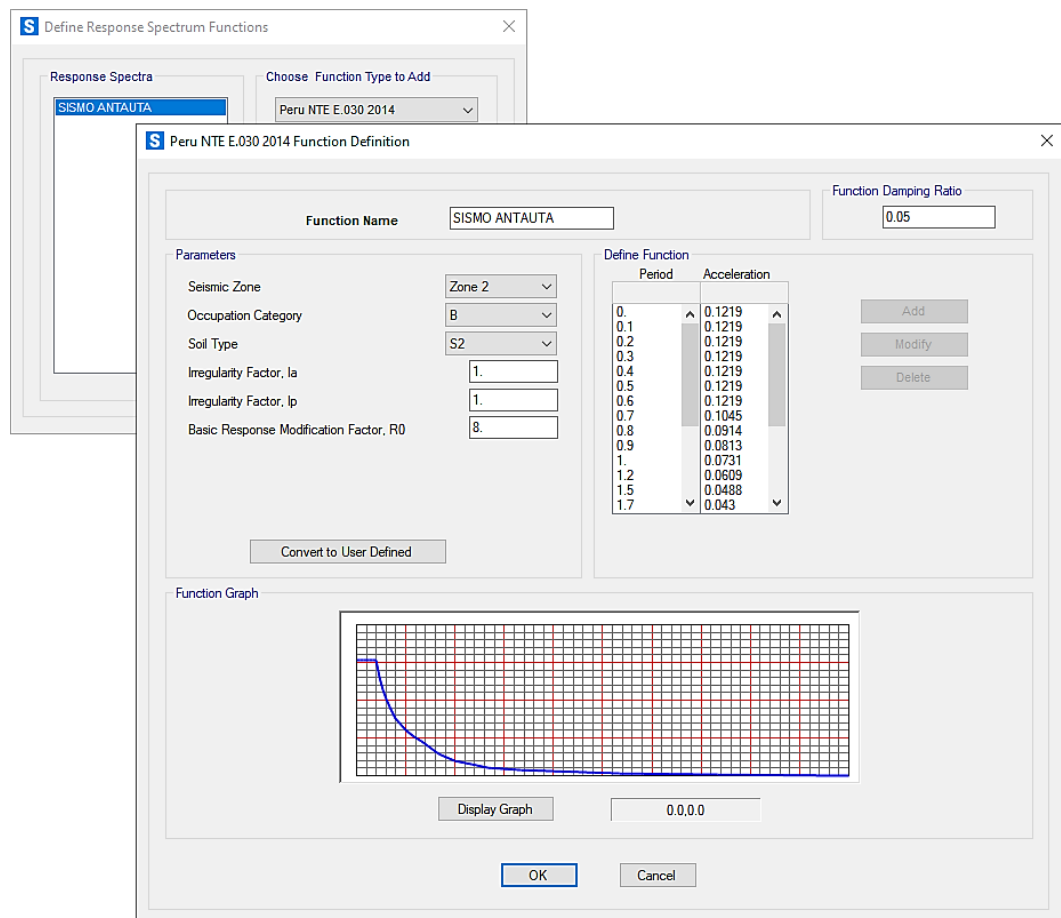 S Define Response Spectrum Functions
Response Spectra
Choose Function Type to Add
SISMO ANTAUTA
Peru NTE E.030 2014
S Peru NTE E.030 2014 Function Definition
Function Damping Ratio
Function Name SISMO ANTAUTA
0.05
Parameters
Seismic Zone Zone 2
Occupation Category B
Soil Type S2
Irregularity Factor, Ia 1.
Irregularity Factor, Ip 1.
Basic Response Modification Factor, R0 8.
Convert to User Defined
Define Function
Period Acceleration
0. 0.1219
0.1 0.1219
0.2 0.1219
0.3 0.1219
0.4 0.1219
0.5 0.1219
0.6 0.1219
0.7 0.1045
0.8 0.0914
0.9 0.0813
1. 0.0731
1.2 0.0609
1.5 0.0488
1.7 0.043
Add
Modify
Delete
Function Graph
Display Graph 0.0,0.0
OK Cancel